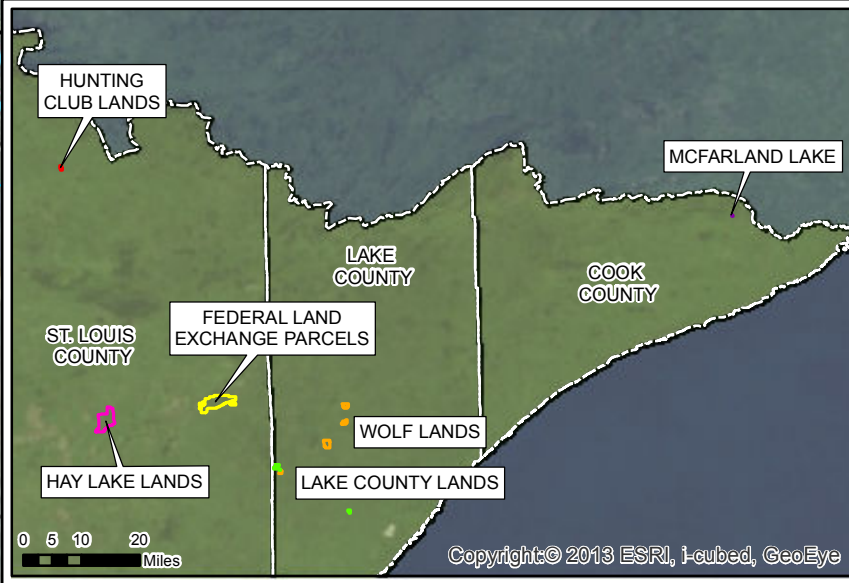 HUNTING
CLUB LANDS
MCFARLAND LAKE
LAKE
COUNTY
COOK
COUNTY
FEDERAL LAND
EXCHANGE PARCELS
ST. LOUIS
COUNTY
WOLF LANDS
HAY LAKE LANDS
LAKE COUNTY LANDS
0 5 10 20
Miles
Copyright:© 2013 ESRI, i-cubed, GeoEye